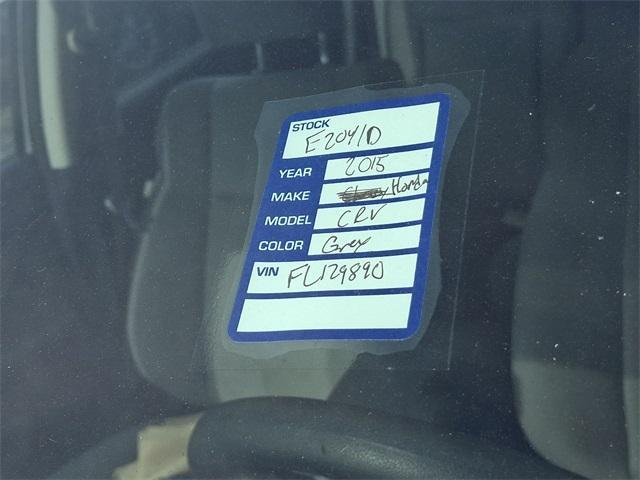 STOCK E2041D
YEAR 2015
MAKE Honda
MODEL CRV
COLOR Grey
VIN FL129890